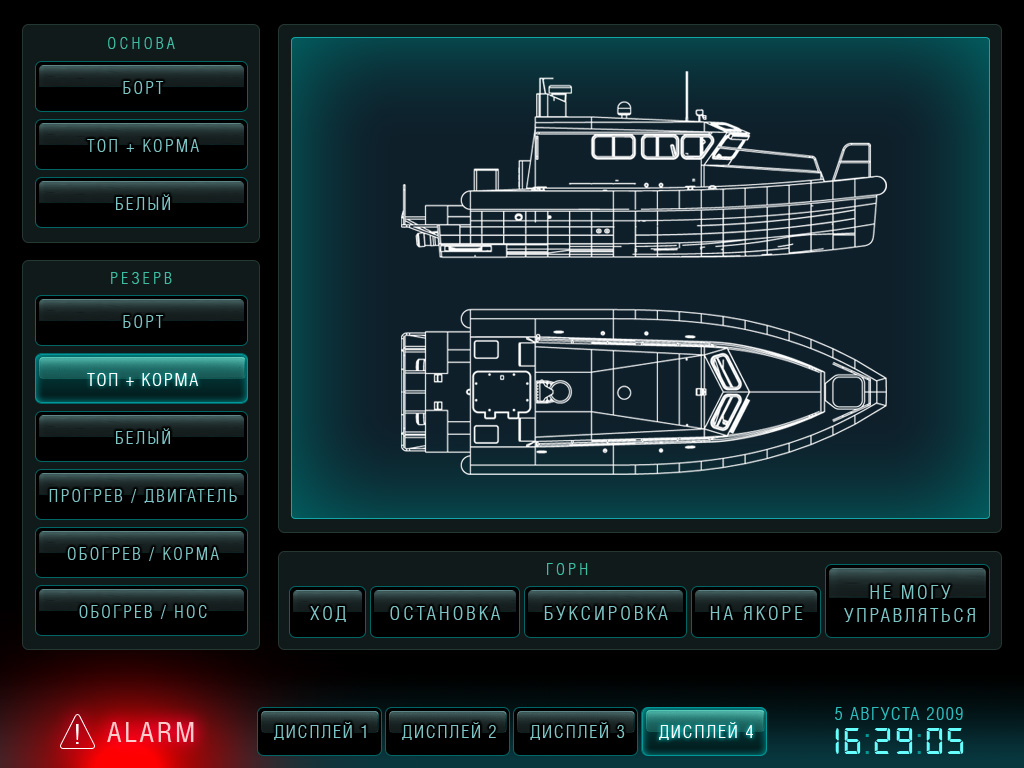 ОСНОВА
БОРТ
ТОП + КОРМА
БЕЛЫЙ
РЕЗЕРВ
БОРТ
ТОП + КОРМА
БЕЛЫЙ
ПРОГРЕВ / ДВИГАТЕЛЬ
ОБОГРЕВ / КОРМА
ОБОГРЕВ / НОС
ГОРН
ХОД
ОСТАНОВКА
БУКСИРОВКА
НА ЯКОРЕ
НЕ МОГУ
УПРАВЛЯТЬСЯ
ALARM
ДИСПЛЕЙ 1
ДИСПЛЕЙ 2
ДИСПЛЕЙ 3
ДИСПЛЕЙ 4
5 АВГУСТА 2009
16:29:05